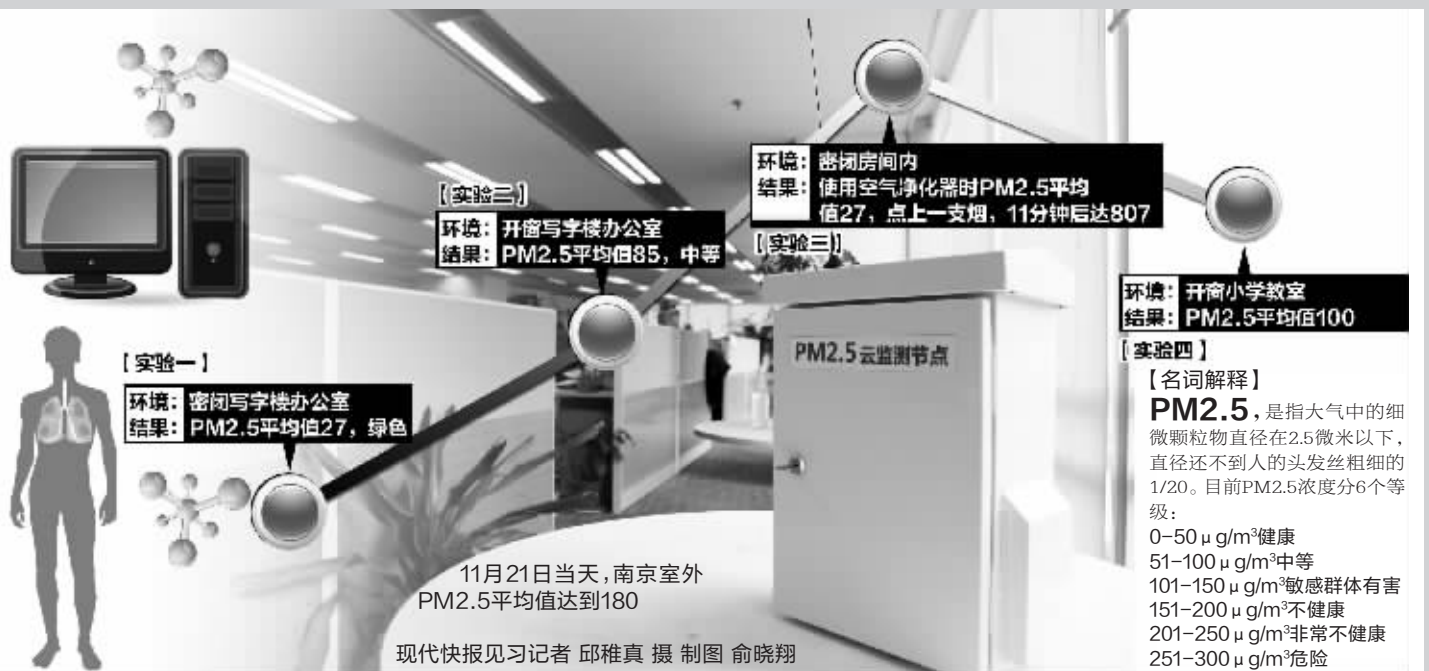 【实验一】
环境：密闭写字楼办公室
结果：PM2.5平均值27，绿色
【实验二】
环境：开窗写字楼办公室
结果：PM2.5平均值85，中等
环境：密闭房间内
结果：使用空气净化器时PM2.5平均
值27，点上一支烟，11分钟后达807
【实验三】
环境：开窗小学教室
结果：PM2.5平均值100
【实验四】
PM2.5云监测节点
【名词解释】
PM2.5，是指大气中的细
微颗粒物直径在2.5微米以下，
直径还不到人的头发丝粗细的
1/20。目前PM2.5浓度分6个等
级：
0-50μg/m³健康
51-100μg/m³中等
101-150μg/m³敏感群体有害
151-200μg/m³不健康
201-250μg/m³非常不健康
251-300μg/m³危险
11月21日当天，南京室外
PM2.5平均值达到180
现代快报见习记者 邱稚真 摄 制图 俞晓翔